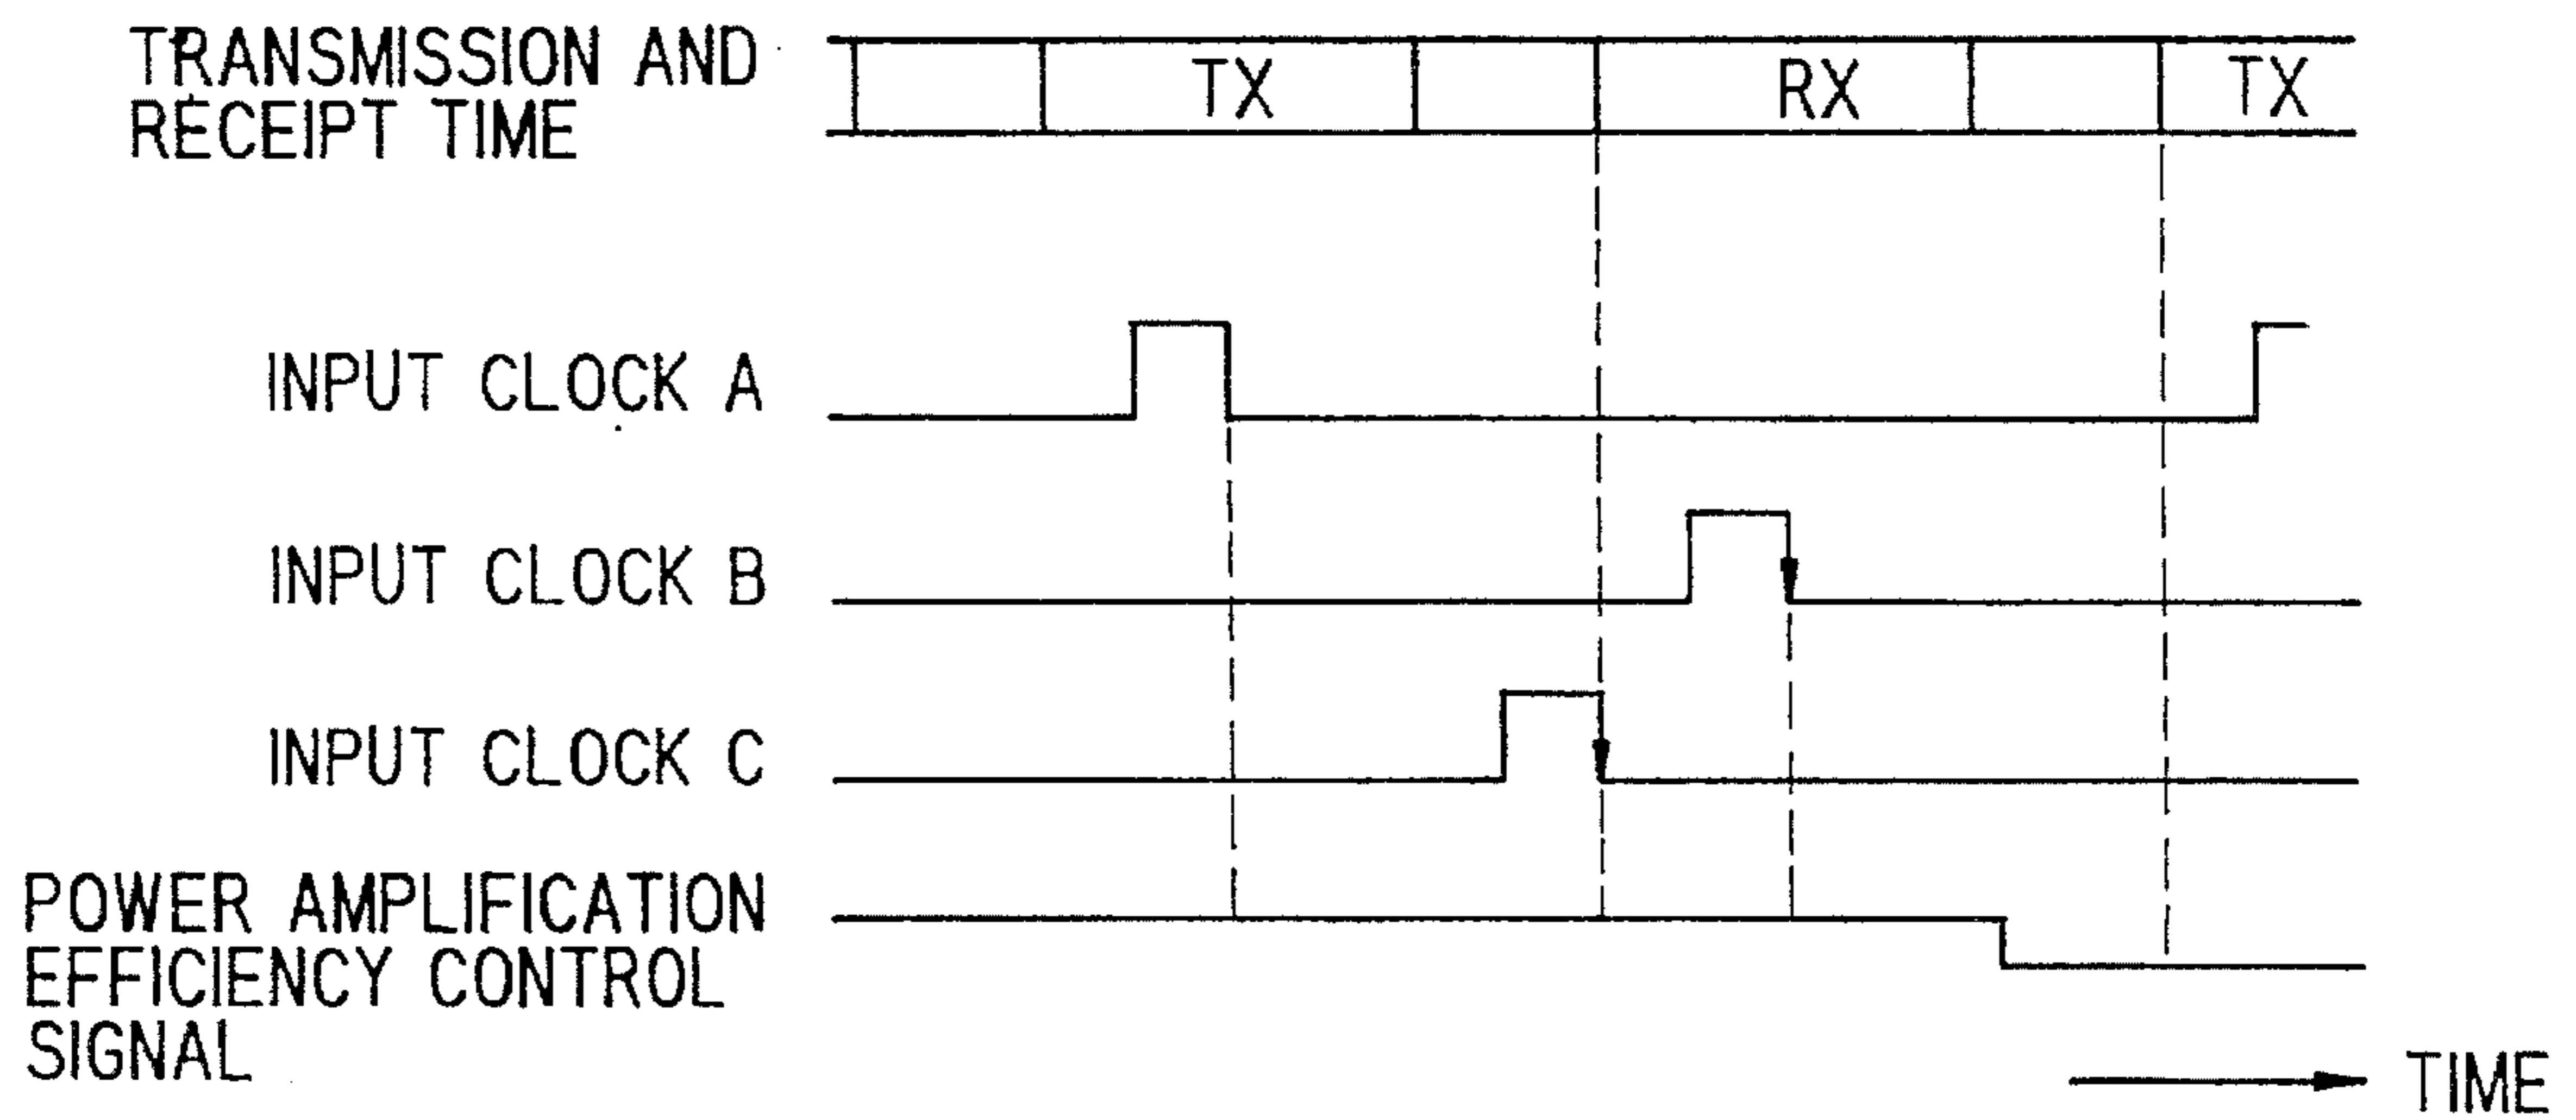 TRANSMISSION AND
RECEIPT TIME
TX
RX
TX
INPUT CLOCK A
INPUT CLOCK B
INPUT CLOCK C
POWER AMPLIFICATION
EFFICIENCY CONTROL
SIGNAL
TIME